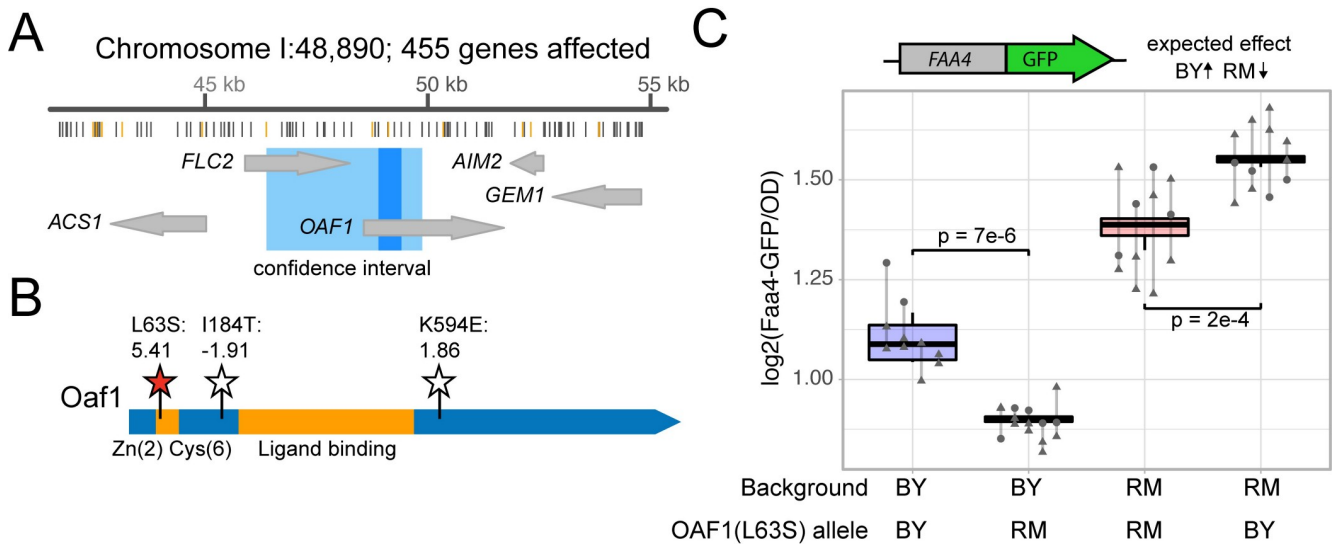 A
Chromosome I:48,890; 455 genes affected
45 kb 50 kb 55 kb
FLC2 AIM2
GEM1
ACS1 OAF1
confidence interval
B
L63S: I184T: K594E:
5.41 -1.91 1.86
Oaf1
Zn(2) Cys(6) Ligand binding
C
FAA4 GFP
expected effect
BY↑ RM↓
log2(Faa4-GFP/OD)
1.50
1.25
1.00
p = 7e-6
p = 2e-4
Background BY BY RM RM
OAF1(L63S) allele BY RM RM BY